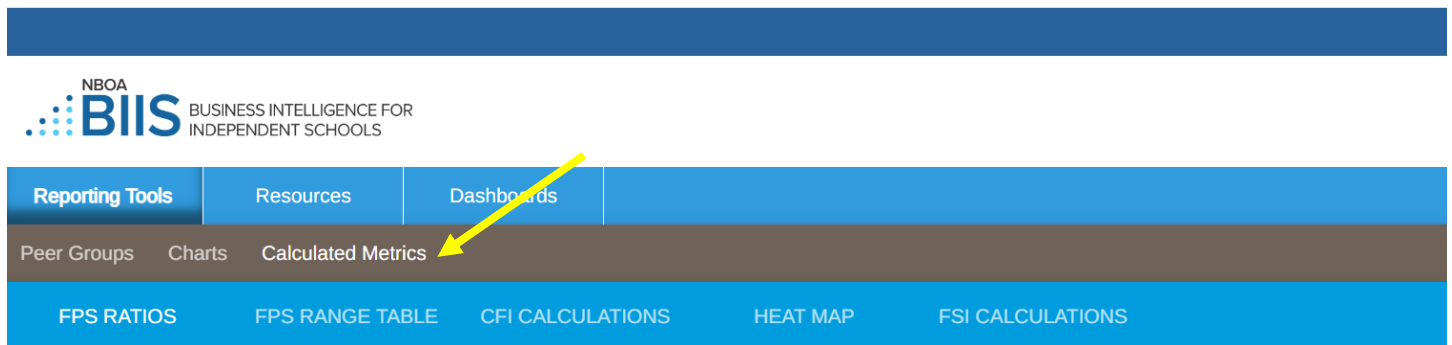 NBOA
BIIS BUSINESS INTELLIGENCE FOR
INDEPENDENT SCHOOLS
Reporting Tools Resources Dashboards
Peer Groups Charts Calculated Metrics
FPS RATIOS FPS RANGE TABLE CFI CALCULATIONS HEAT MAP FSI CALCULATIONS